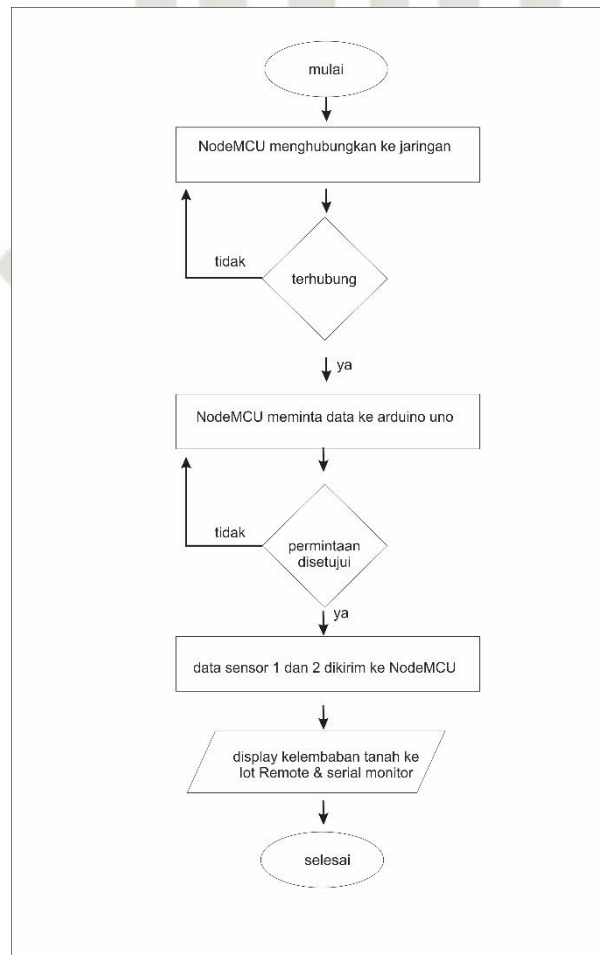 mulai
NodeMCU menghubungkan ke jaringan
tidak
terhubung
ya
NodeMCU meminta data ke arduino uno
tidak
permintaan
disetujui
ya
data sensor 1 dan 2 dikirim ke NodeMCU
display kelembaban tanah ke
Iot Remote & serial monitor
selesai